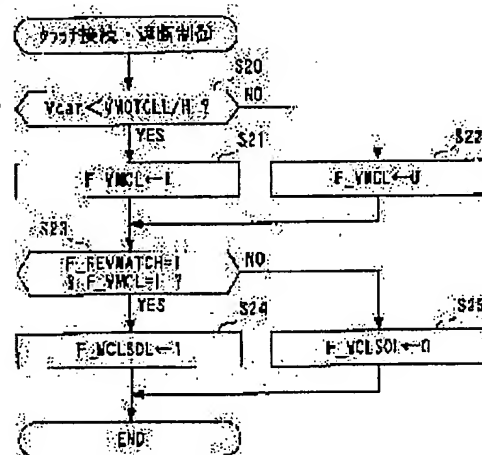 クラッチ接続・遮断制御
S20
Vcar<VMOTCLL/H ?
NO
YES
S21
F_VMCL←1
S22
F_VMCL←0
S23
F_REVMATCH=1
& F_VMCL=1 ?
NO
YES
S24
F_MCLSOL←1
S25
F_MCLSOL←0
END